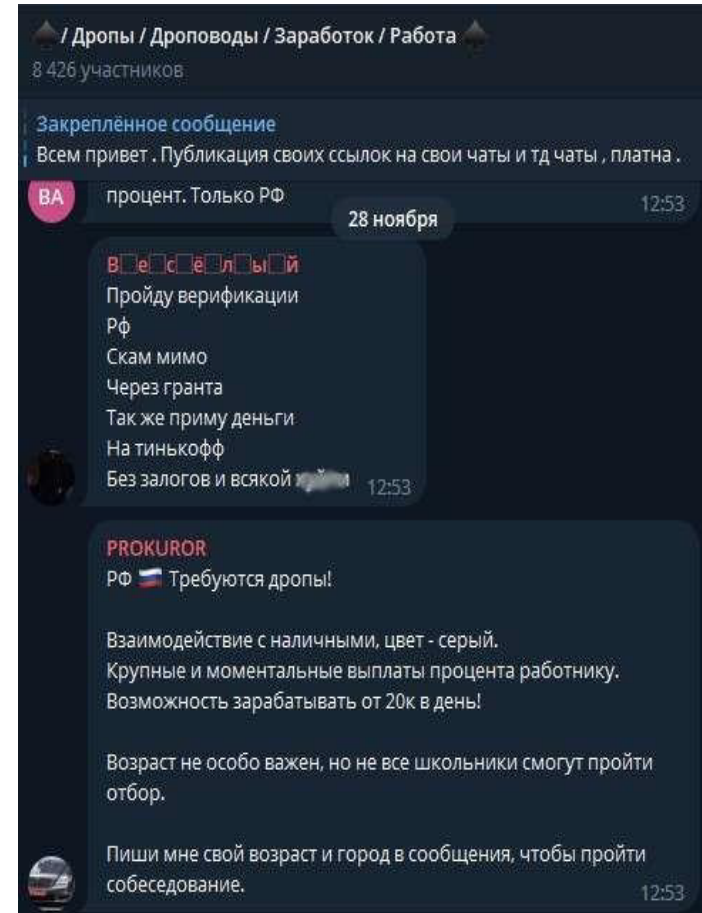 / Дропы / Дроповоды / Заработок / Работа
8 426 участников
Закреплённое сообщение
Всем привет . Публикация своих ссылок на свои чаты и тд чаты , платна .
ВА
процент. Только РФ
12:53
28 ноября
В□е□с□ё□л□ы□й
Пройду верификации
Рф
Скам мимо
Через гранта
Так же приму деньги
На тинькофф
Без залогов и всякой
12:53
PROKUROR
РФ 🇷🇺 Требуются дропы!
Взаимодействие с наличными, цвет - серый.
Крупные и моментальные выплаты процента работнику.
Возможность зарабатывать от 20к в день!
Возраст не особо важен, но не все школьники смогут пройти
отбор.
Пиши мне свой возраст и город в сообщения, чтобы пройти
собеседование.
12:53